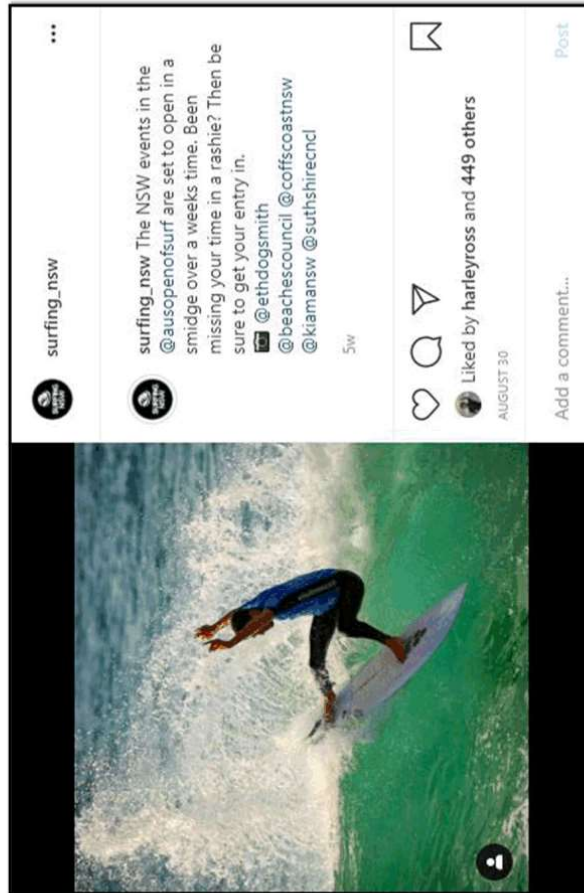 surfing_nsw
surfing_nsw The NSW events in the
@ausopenofsurf are set to open in a
smidge over a weeks time. Been
missing your time in a rashie? Then be
sure to get your entry in.
@ethdogsmith
@beachescouncil @coffscoastnsw
@kiamansw @suthshirecncl
5w
Liked by harleyross and 449 others
AUGUST 30
Add a comment... Post